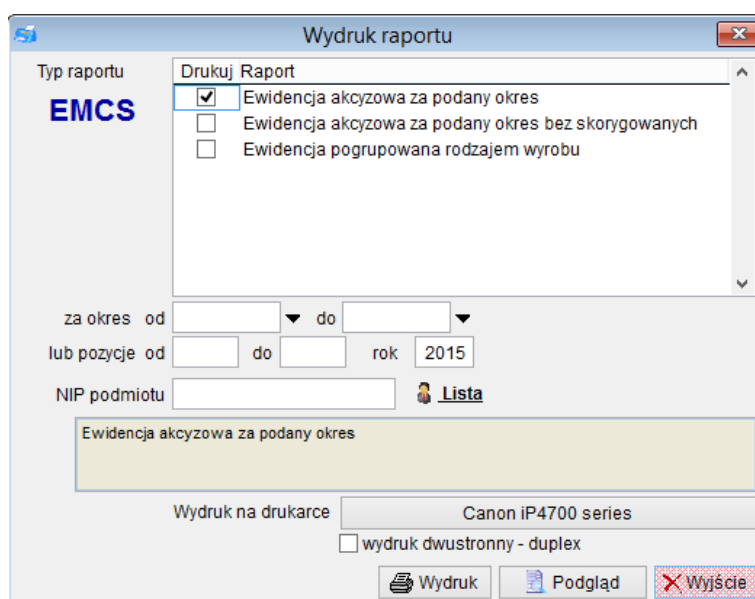 Wydruk raportu
Typ raportu
EMCS
Drukuj Raport
Ewidencja akcyzowa za podany okres
Ewidencja akcyzowa za podany okres bez skorygowanych
Ewidencja pogrupowana rodzajem wyrobu
za okres od do
lub pozycje od do rok 2015
NIP podmiotu Lista
Ewidencja akcyzowa za podany okres
Wydruk na drukarce Canon iP4700 series
wydruk dwustronny - duplex
Wydruk Podgląd Wyjście